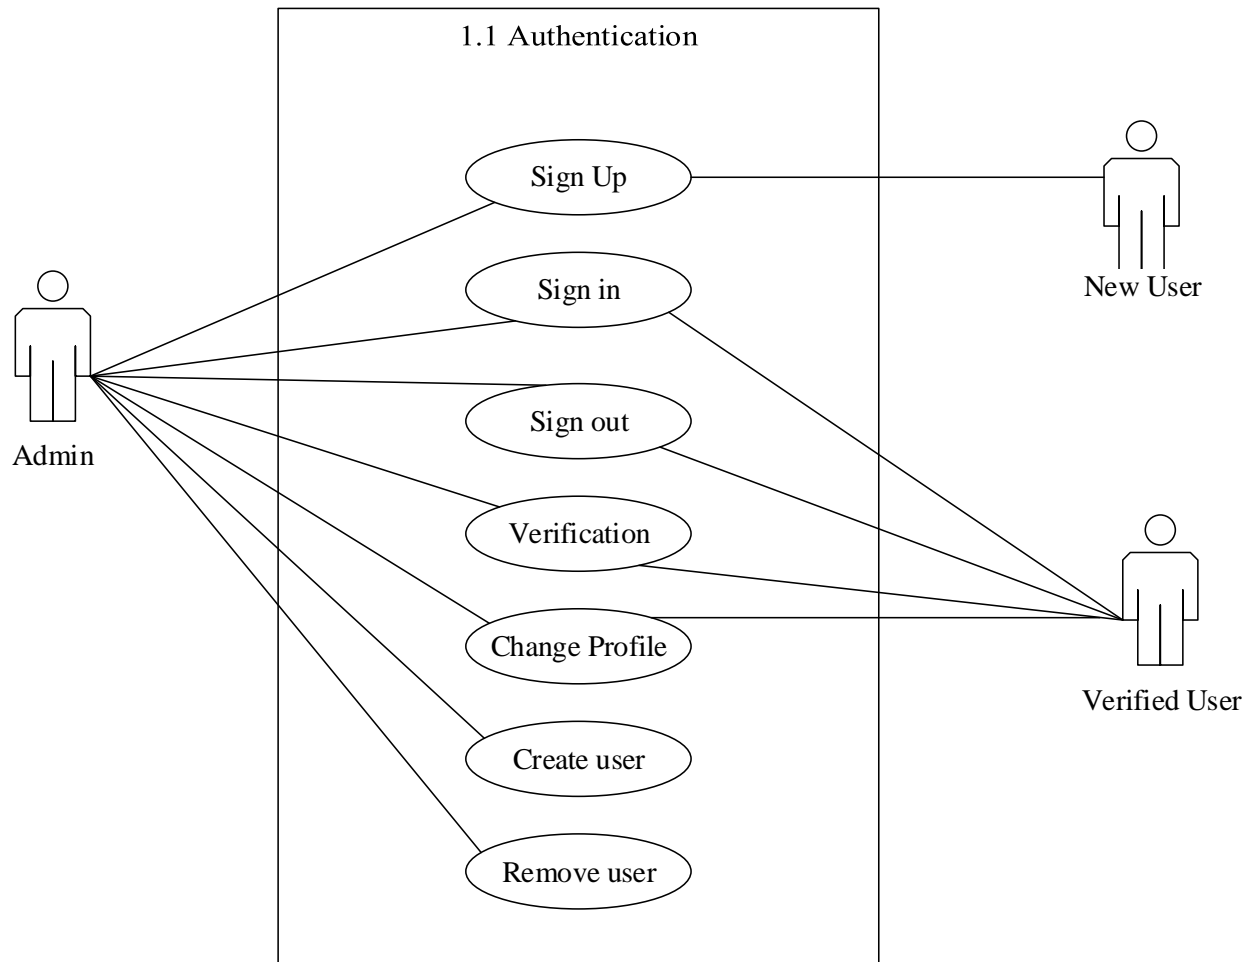 1.1 Authentication
Sign Up
Sign in
New User
Sign out
Admin
Verification
Change Profile
Verified User
Create user
Remove user